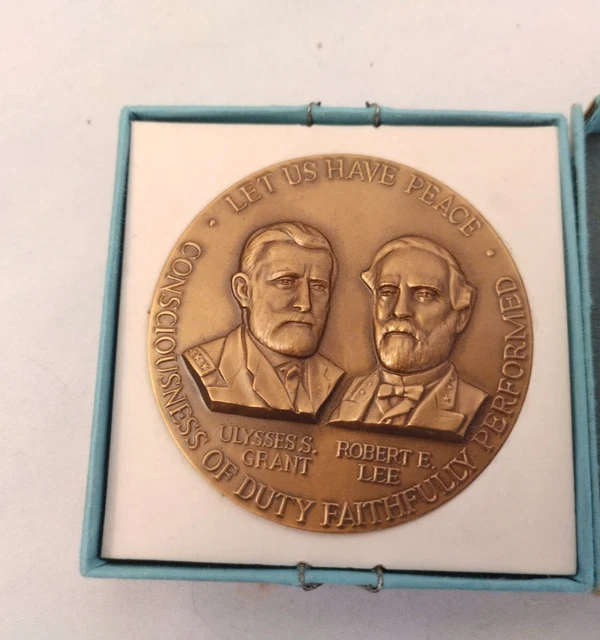 LET US HAVE PEACE
CONSCIOUSNESS OF DUTY FAITHFULLY PERFORMED
ULYSSES S.
GRANT
ROBERT E.
LEE